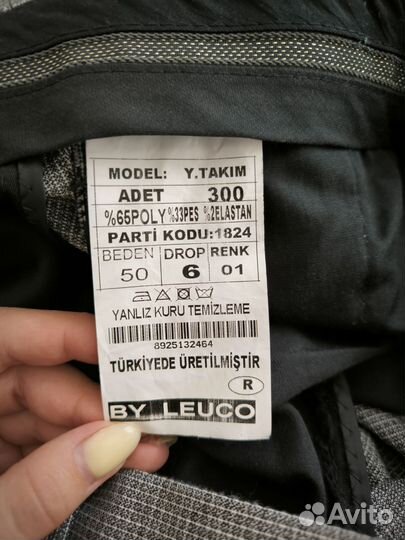 MODEL: Y.TAKIM
ADET 300
%65POLY %33PES %2ELASTAN
PARTİ KODU:1824
BEDEN DROP RENK
50 6 01
YANLIZ KURU TEMİZLEME
8925132464
TÜRKİYEDE ÜRETİLMİŞTİR
R
BY LEUCO
Avito